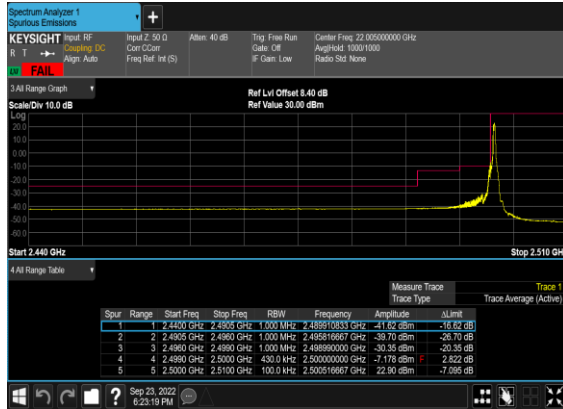 Spectrum Analyzer 1
Spurious Emissions
+
KEYSIGHT Input: RF Input Z: 50 Ω Atten: 40 dB Trig: Free Run Center Freq: 22.005000000 GHz
R T Coupling: DC Corr CCorr Gate: Off Avg|Hold: 1000/1000
Align: Auto Freq Ref: Int (S) IF Gain: Low Radio Std: None
LXI FAIL
3 All Range Graph
Ref Lvl Offset 8.40 dB
Scale/Div 10.0 dB Ref Value 30.00 dBm
Log
20.0
10.0
0.00
-10.0
-20.0
-30.0
-40.0
-50.0
-60.0
Start 2.440 GHz Stop 2.510 GH
4 All Range Table
Measure Trace Trace 1
Trace Type Trace Average (Active)
Spur Range Start Freq Stop Freq RBW Frequency Amplitude ΔLimit
1 1 2.4400 GHz 2.4905 GHz 1.000 MHz 2.489910833 GHz -41.62 dBm -16.62 dB
2 2 2.4905 GHz 2.4960 GHz 1.000 MHz 2.495816667 GHz -39.70 dBm -26.70 dB
3 3 2.4960 GHz 2.4990 GHz 1.000 MHz 2.498990000 GHz -30.35 dBm -20.35 dB
4 4 2.4990 GHz 2.5000 GHz 430.0 kHz 2.500000000 GHz -7.178 dBm F 2.822 dB
5 5 2.5000 GHz 2.5100 GHz 100.0 kHz 2.500516667 GHz 22.90 dBm -7.095 dB
? Sep 23, 2022
6:23:19 PM